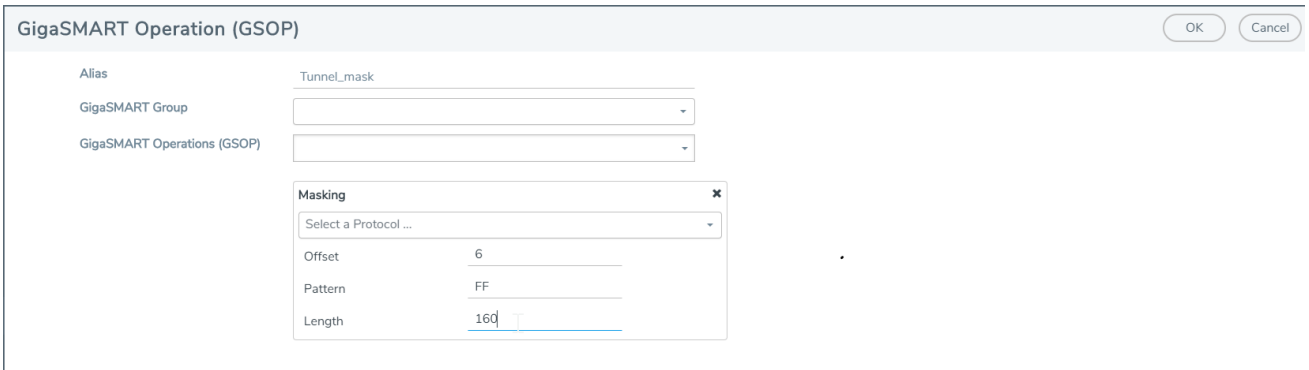 GigaSMART Operation (GSOP)
OK
Cancel
Alias
Tunnel_mask
GigaSMART Group
GigaSMART Operations (GSOP)
Masking
Select a Protocol ...
Offset
6
Pattern
FF
Length
160